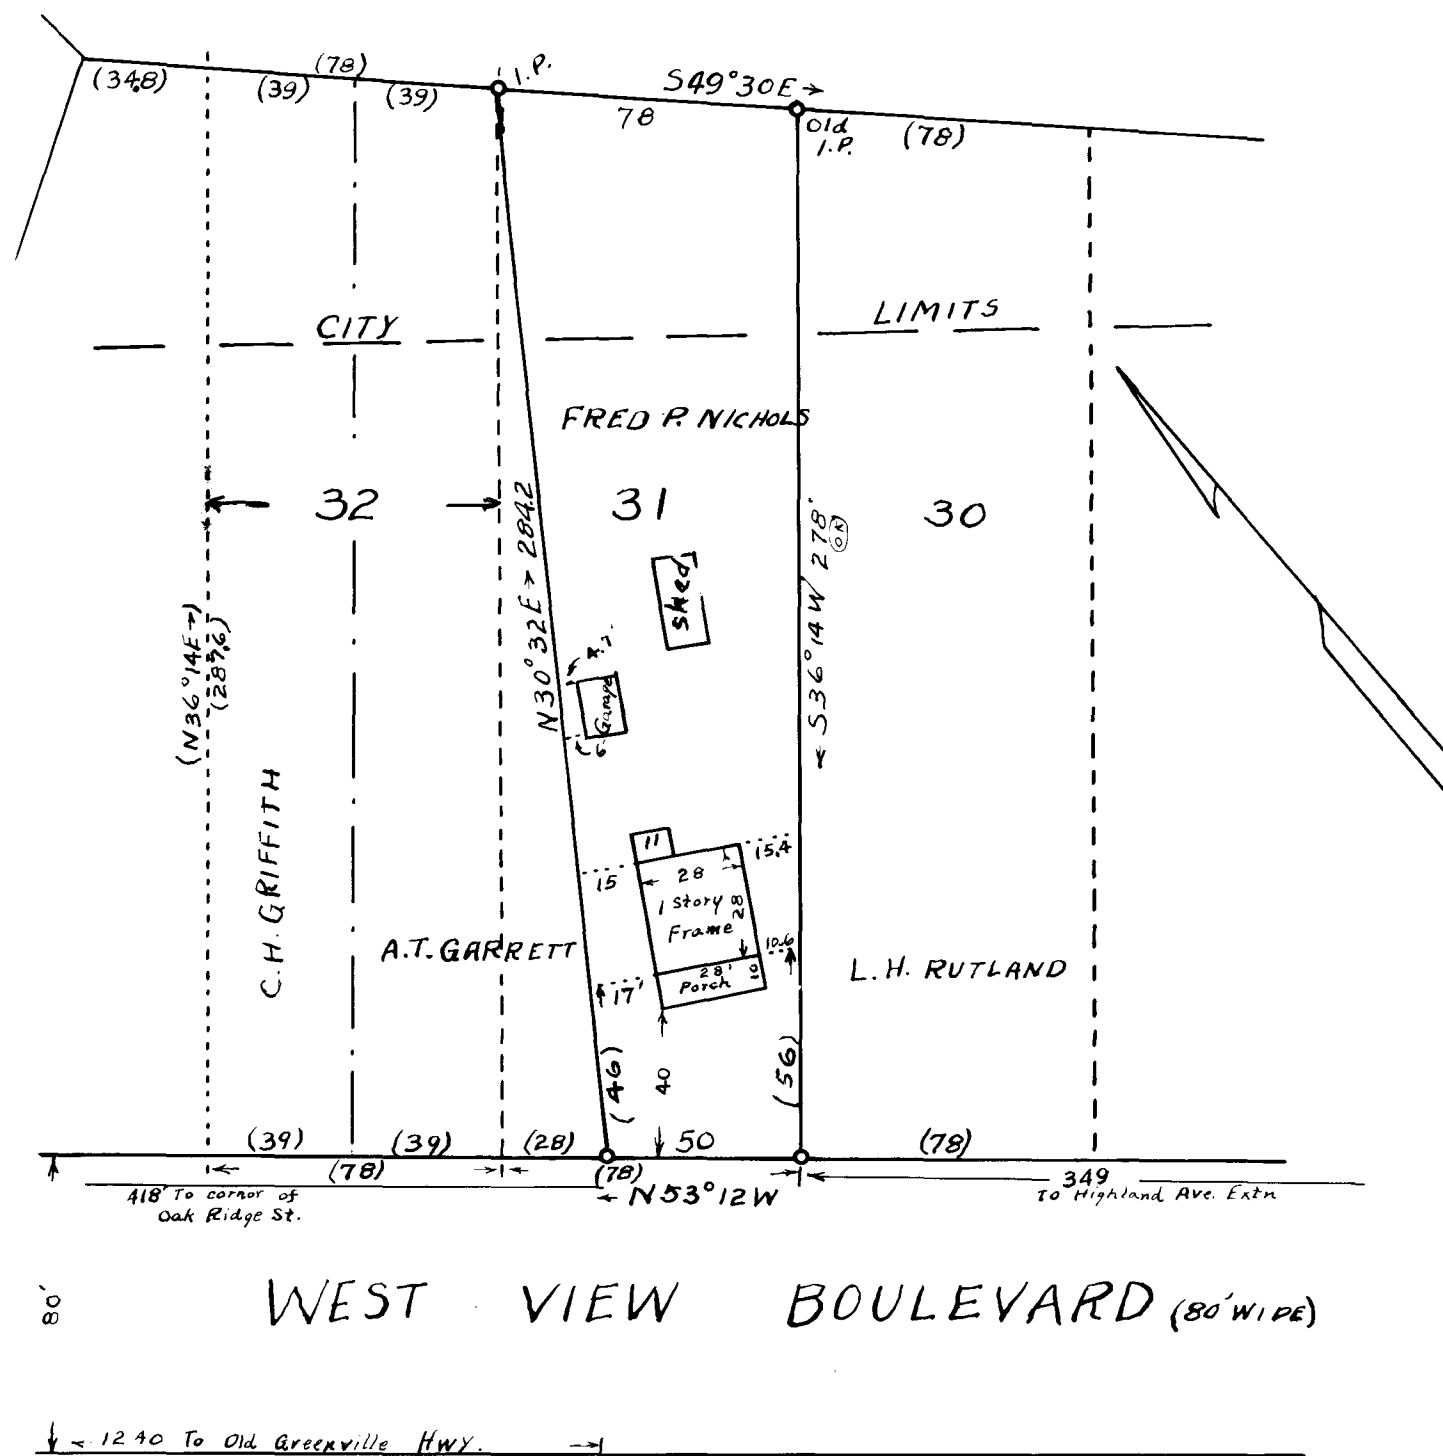 (78)
I.P.
S49°30E→
(34.8)
(39)
(39)
78
Old
I.P.
(78)
CITY
LIMITS
FRED P. NICHOLS
32
31
30
N30°32E→ 284.2
←S36°14W 278'
OK
(N36°14E→)
shed
Garage
6.
C.H. GRIFFITH
11
15.4
15
28
1 Story
28
Frame
10.6
A.T. GARRETT
L.H. RUTLAND
28'
Porch
17'
(46)
40
(56)
(39)
(39)
(28)
50
(78)
(78)
(78)
349
418' To corner of
Oak Ridge St.
← N53°12W
To Highland Ave. Extn
80'
WEST VIEW BOULEVARD (80' WIDE)
← 1240 To Old Greenville Hwy. →